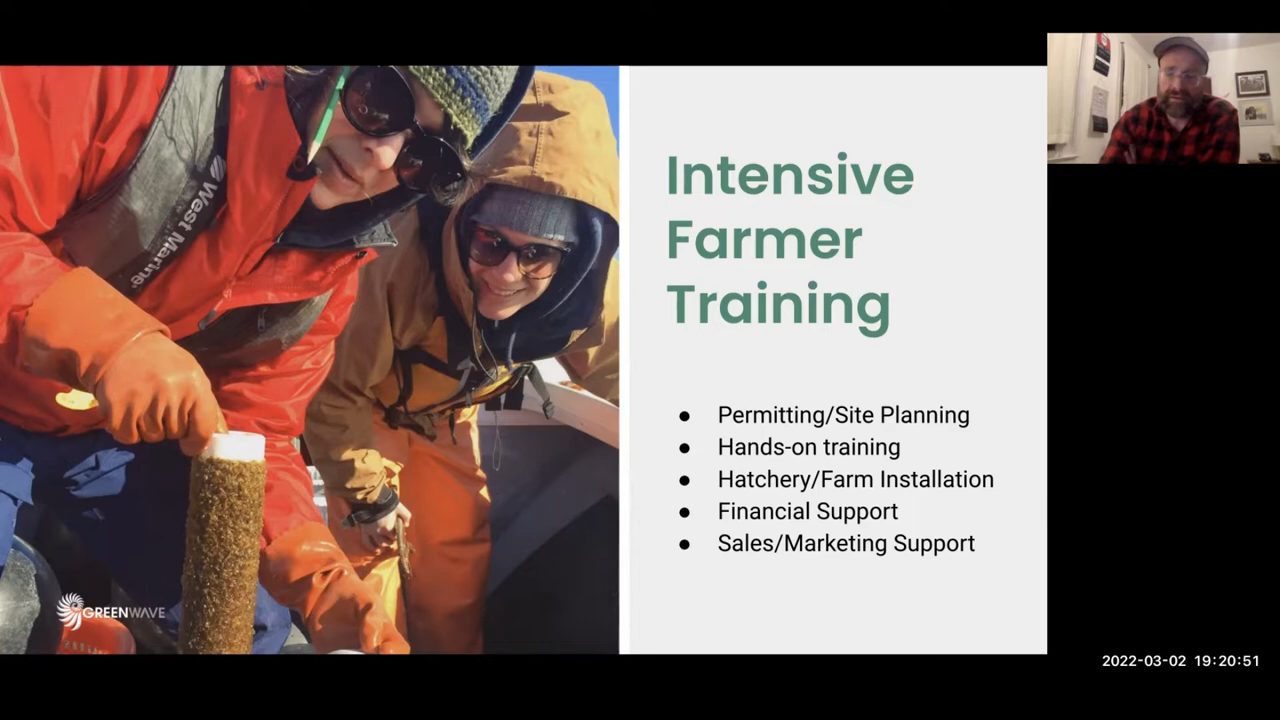 Intensive
Farmer
Training
● Permitting/Site Planning
● Hands-on training
● Hatchery/Farm Installation
● Financial Support
● Sales/Marketing Support
West Marine
GREENWAVE
2022-03-02 19:20:51